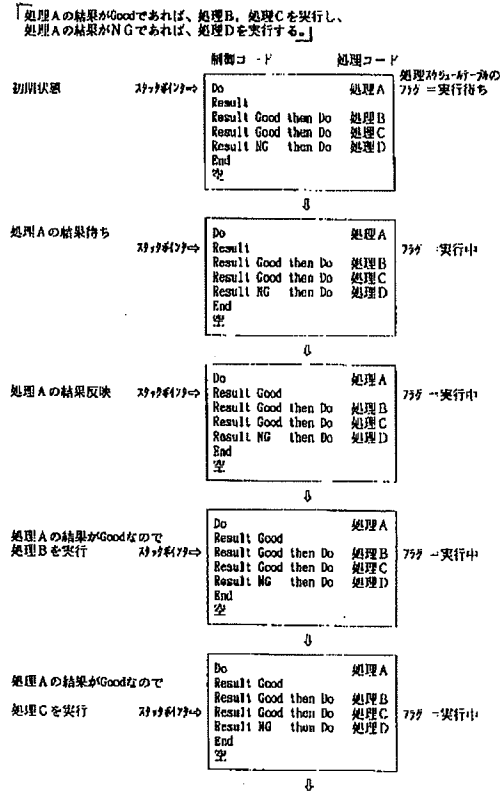 「処理Aの結果がGoodであれば、処理B，処理Cを実行し、
処理Aの結果がNGであれば、処理Dを実行する。」
制御コード 処理コード
処理スケジュールテーブルの
初期状態 スタックポインタ⇒ Do 処理A フラグ＝実行待ち
Result
Result Good then Do 処理B
Result Good then Do 処理C
Result NG then Do 処理D
End
空
⇩
処理Aの結果待ち
Do 処理A
スタックポインタ⇒ Result フラグ＝実行中
Result Good then Do 処理B
Result Good then Do 処理C
Result NG then Do 処理D
End
空
⇩
Do 処理A
処理Aの結果反映 スタックポインタ⇒ Result Good フラグ＝実行中
Result Good then Do 処理B
Result Good then Do 処理C
Result NG then Do 処理D
End
空
⇩
Do 処理A
処理Aの結果がGoodなので Result Good
処理Bを実行 スタックポインタ⇒ Result Good then Do 処理B フラグ＝実行中
Result Good then Do 処理C
Result NG then Do 処理D
End
空
⇩
Do 処理A
処理Aの結果がGoodなので Result Good
Result Good then Do 処理B
処理Cを実行 スタックポインタ⇒ Result Good then Do 処理C フラグ＝実行中
Result NG then Do 処理D
End
空
⇩